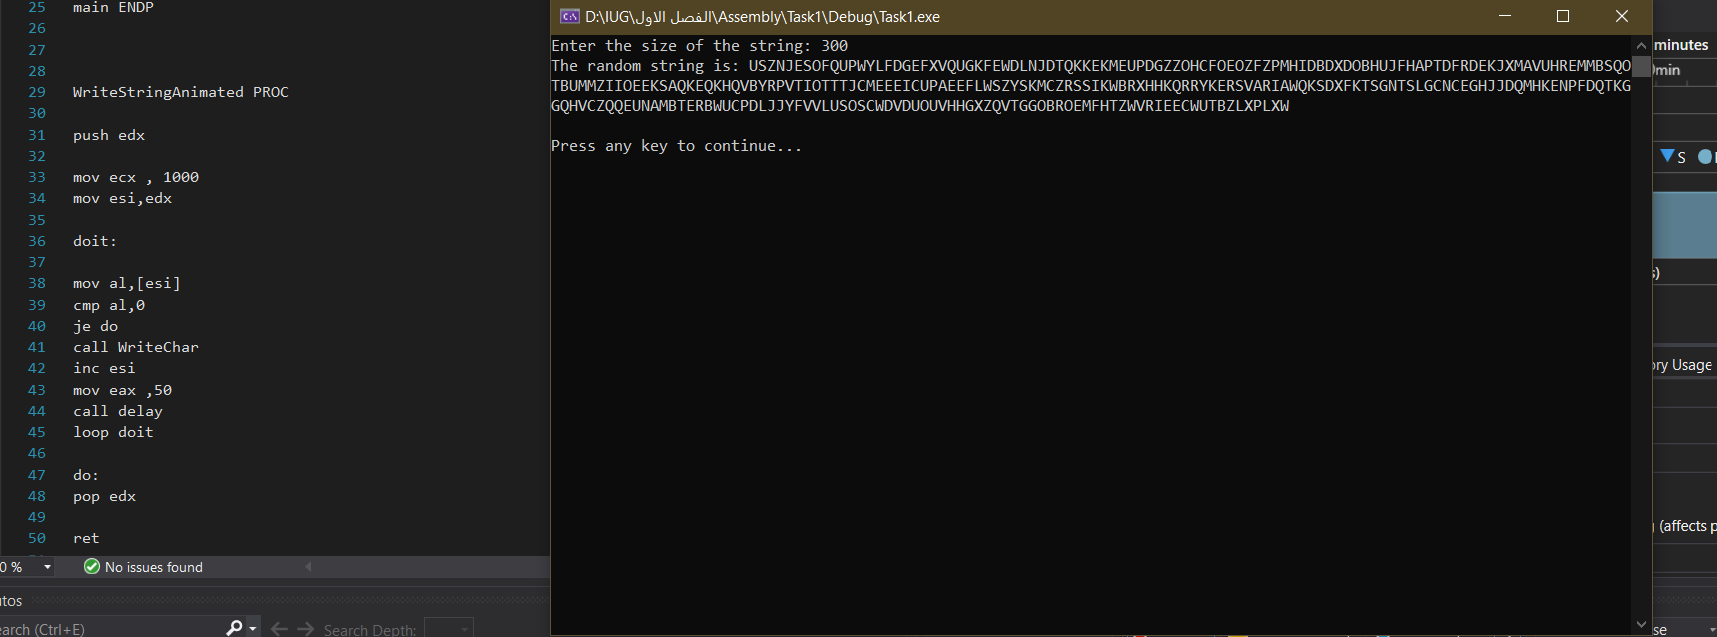 25 main ENDP
26
27
28
29 WriteStringAnimated PROC
30
31 push edx
32
33 mov ecx , 1000
34 mov esi,edx
35
36 doit:
37
38 mov al,[esi]
39 cmp al,0
40 je do
41 call WriteChar
42 inc esi
43 mov eax ,50
44 call delay
45 loop doit
46
47 do:
48 pop edx
49
50 ret
0 %
No issues found
utos
earch (Ctrl+E)
Search Depth:
D:\IUG\الفصل الاول\Assembly\Task1\Debug\Task1.exe
Enter the size of the string: 300
The random string is: USZNJESOFQUPWYLFDGEFXVQUGKFEWDLNJDTQKKEKMEUPDGZZOHCFOEOZFZPMHIDBDXDOBHUJFHAPTDFRDEKJXMAVUHREMMBSQO
TBUMMZIIOEEKSAQKEQKHQVBYRPVTIOTTTJCMEEEICUPAEEFLWSZYSKMCZRSSIKWBRXHHKQRRYKERSVARIAWQKSDXFKTSGNTSLGCNCEGHJJDQMHKENPFDQTKG
GQHVCZQQEUNAMBTERBWUCPDLJJYFVVLUSOSCWDVDUOUVHHGXZQVTGGOBROEMFHTZWVRIEECWUTBZLXPLXW
Press any key to continue...
minutes
0min
S
s)
ory Usage
(affects p
se